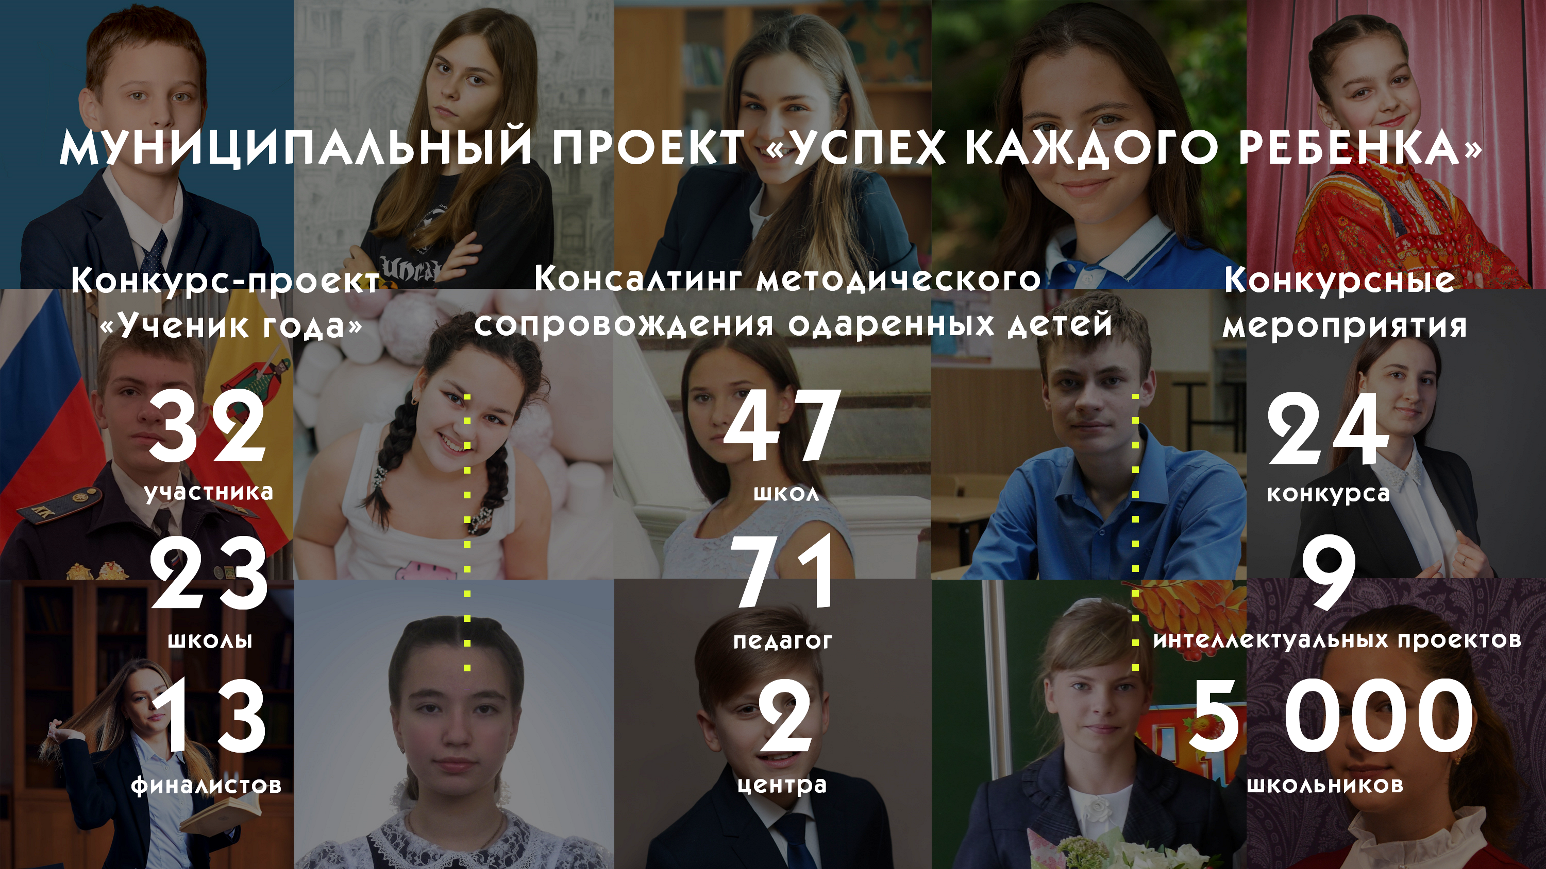 МУНИЦИПАЛЬНЫЙ ПРОЕКТ «УСПЕХ КАЖДОГО РЕБЕНКА»
Конкурс-проект
«Ученик года»
32
участника
23
школы
13
финалистов
Консалтинг методического
сопровождения одаренных детей
47
школ
71
педагог
2
центра
Конкурсные
мероприятия
24
конкурса
9
интеллектуальных проектов
5 000
школьников